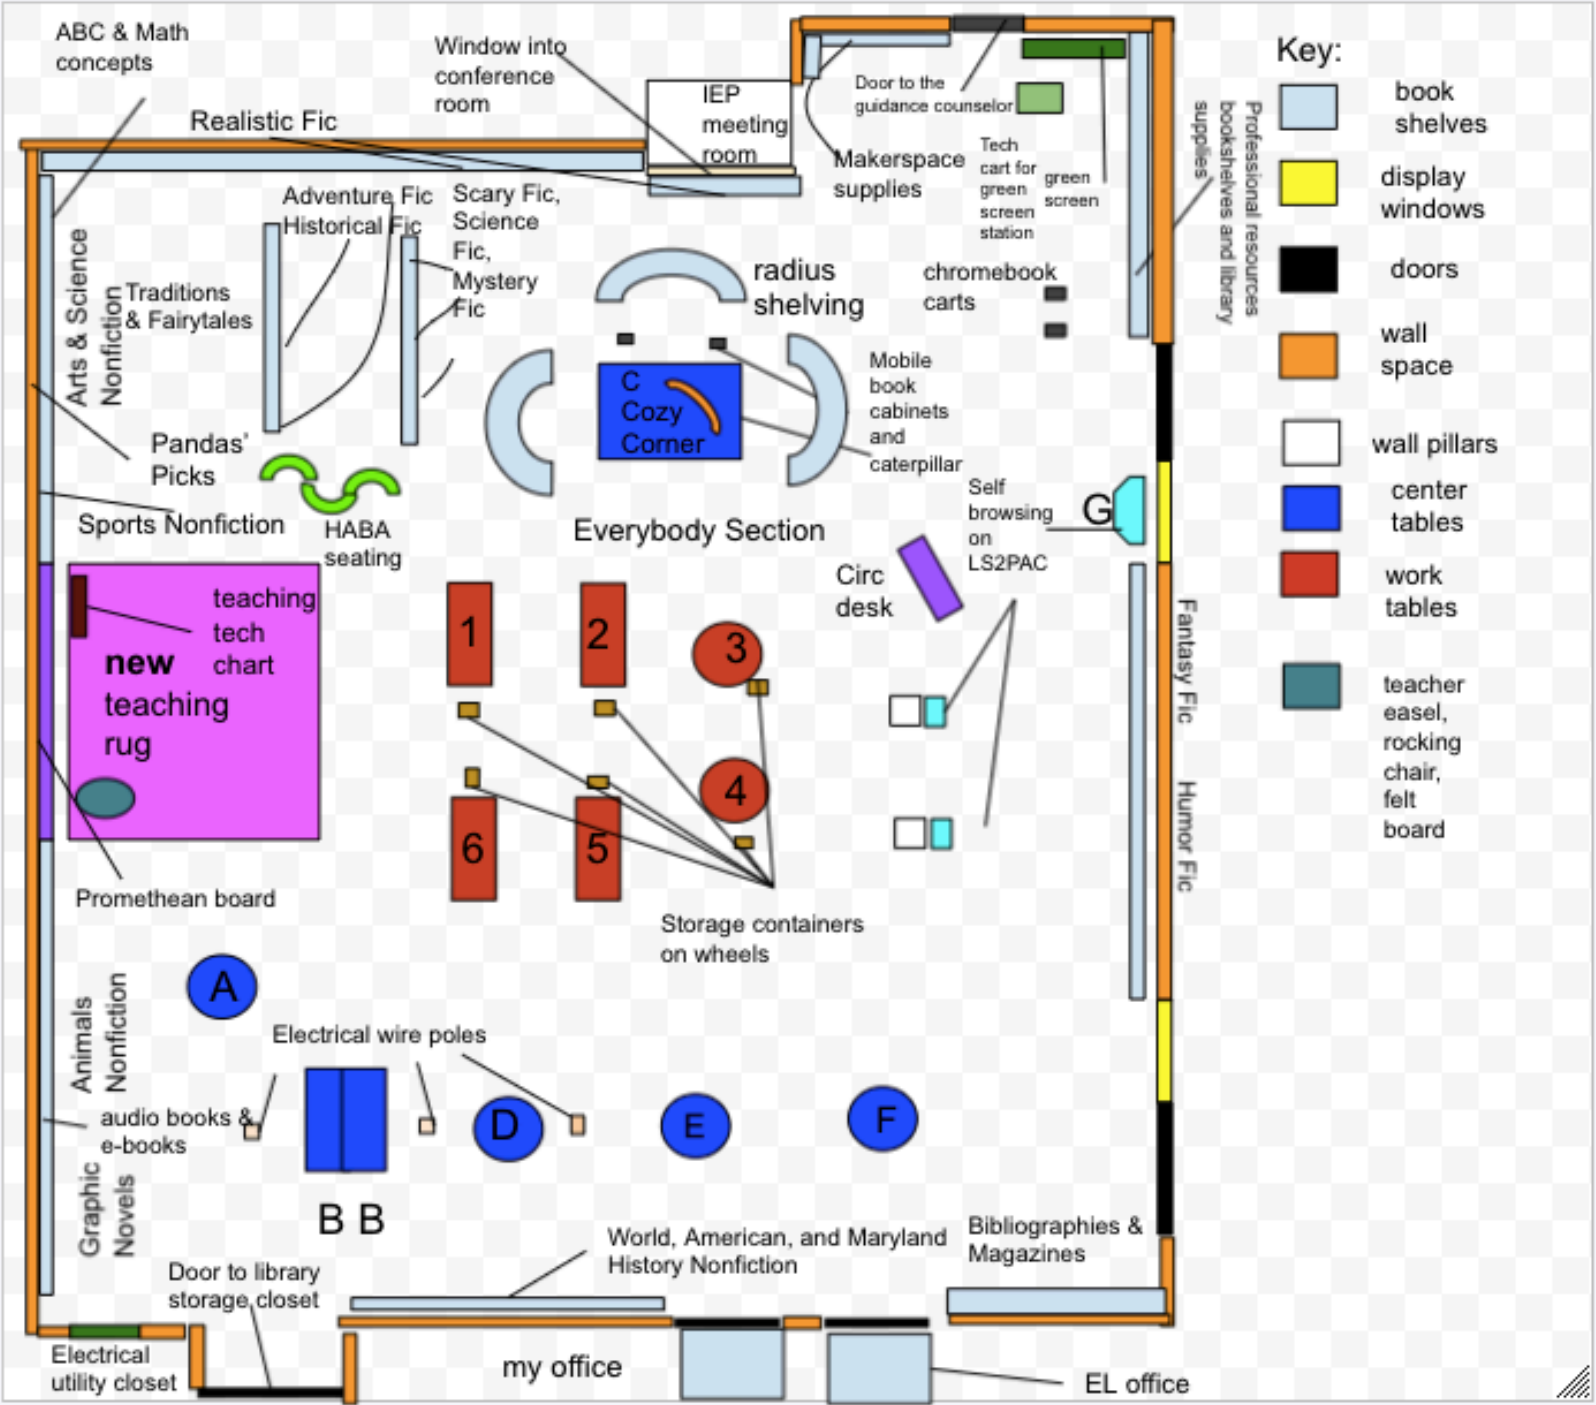 ABC & Math
concepts
Realistic Fic
Window into
conference
room
IEP
meeting
room
Door to the
guidance counselor
Makerspace
supplies
Tech
cart for
green
screen
station
green
screen
Professional resources
bookshelves and library
supplies
Key:
book
shelves
display
windows
doors
wall
space
wall pillars
center
tables
work
tables
teacher
easel,
rocking
chair,
felt
board
Adventure Fic
Historical Fic
Scary Fic,
Science
Fic,
Mystery
Fic
Arts & Science
Nonfiction
Traditions
& Fairytales
radius
shelving
chromebook
carts
C
Cozy
Corner
Mobile
book
cabinets
and
caterpillar
Pandas'
Picks
Sports Nonfiction
HABA
seating
Everybody Section
Self
browsing
on
LS2PAC
G
Circ
desk
teaching
tech
chart
new
teaching
rug
1
2
3
4
6
5
Fantasy Fic
Humor Fic
Promethean board
Storage containers
on wheels
A
Animals
Nonfiction
Electrical wire poles
audio books &
e-books
D
E
F
Graphic
Novels
B B
World, American, and Maryland
History Nonfiction
Bibliographies &
Magazines
Door to library
storage closet
Electrical
utility closet
my office
EL office